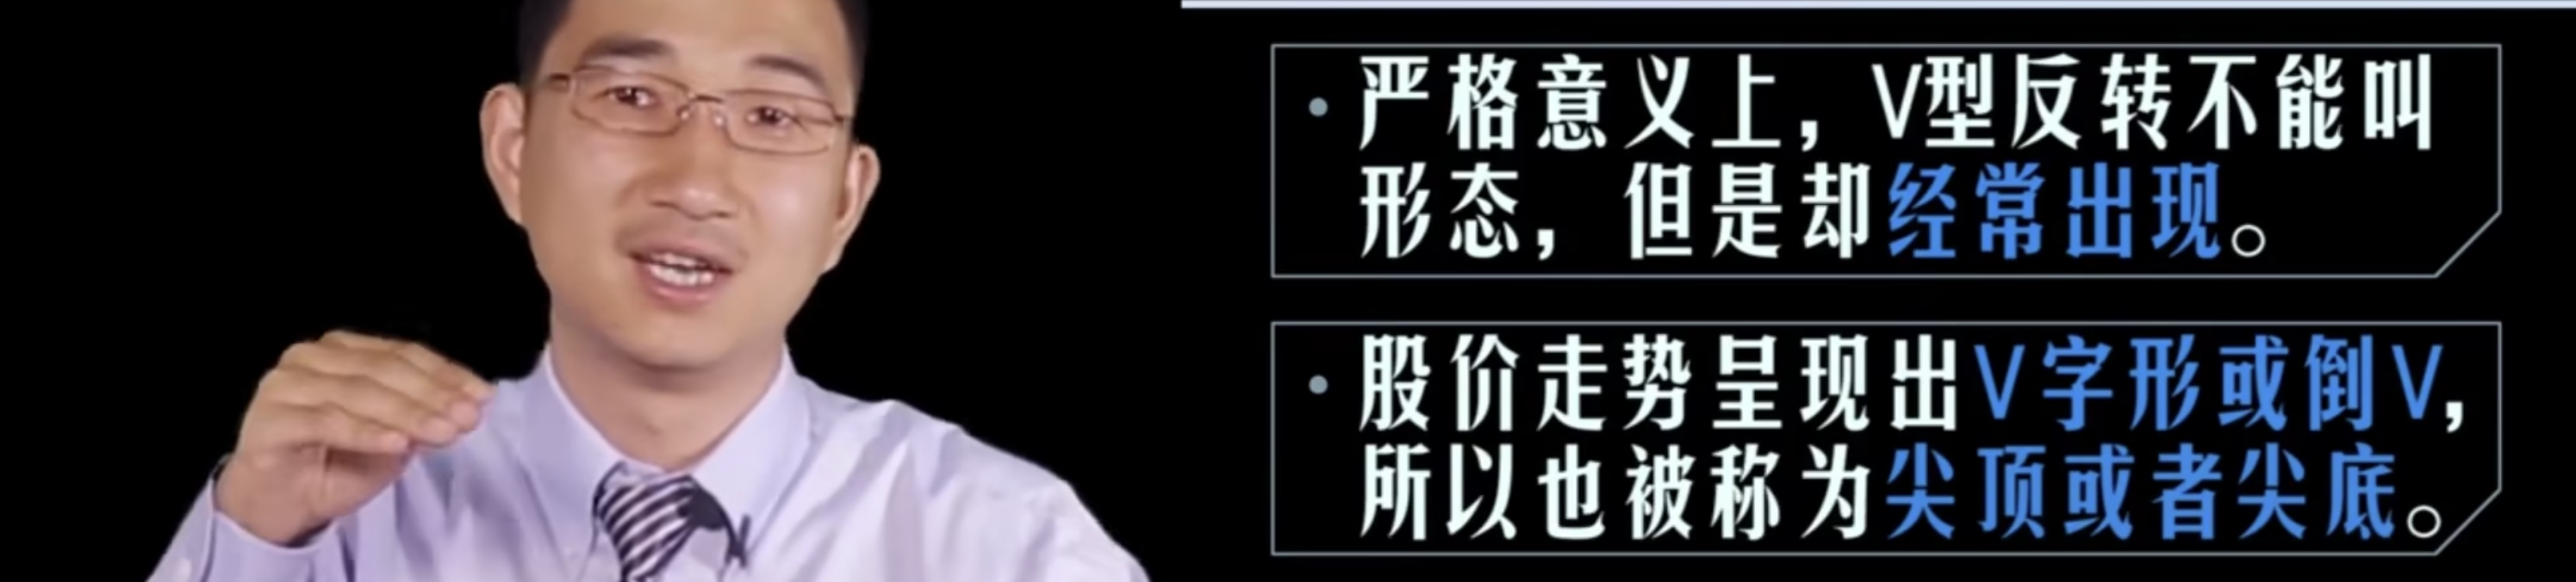 严格意义上，V型反转不能叫
形态，但是却经常出现。
股价走势呈现出V字形或倒V，
所以也被称为尖顶或者尖底。